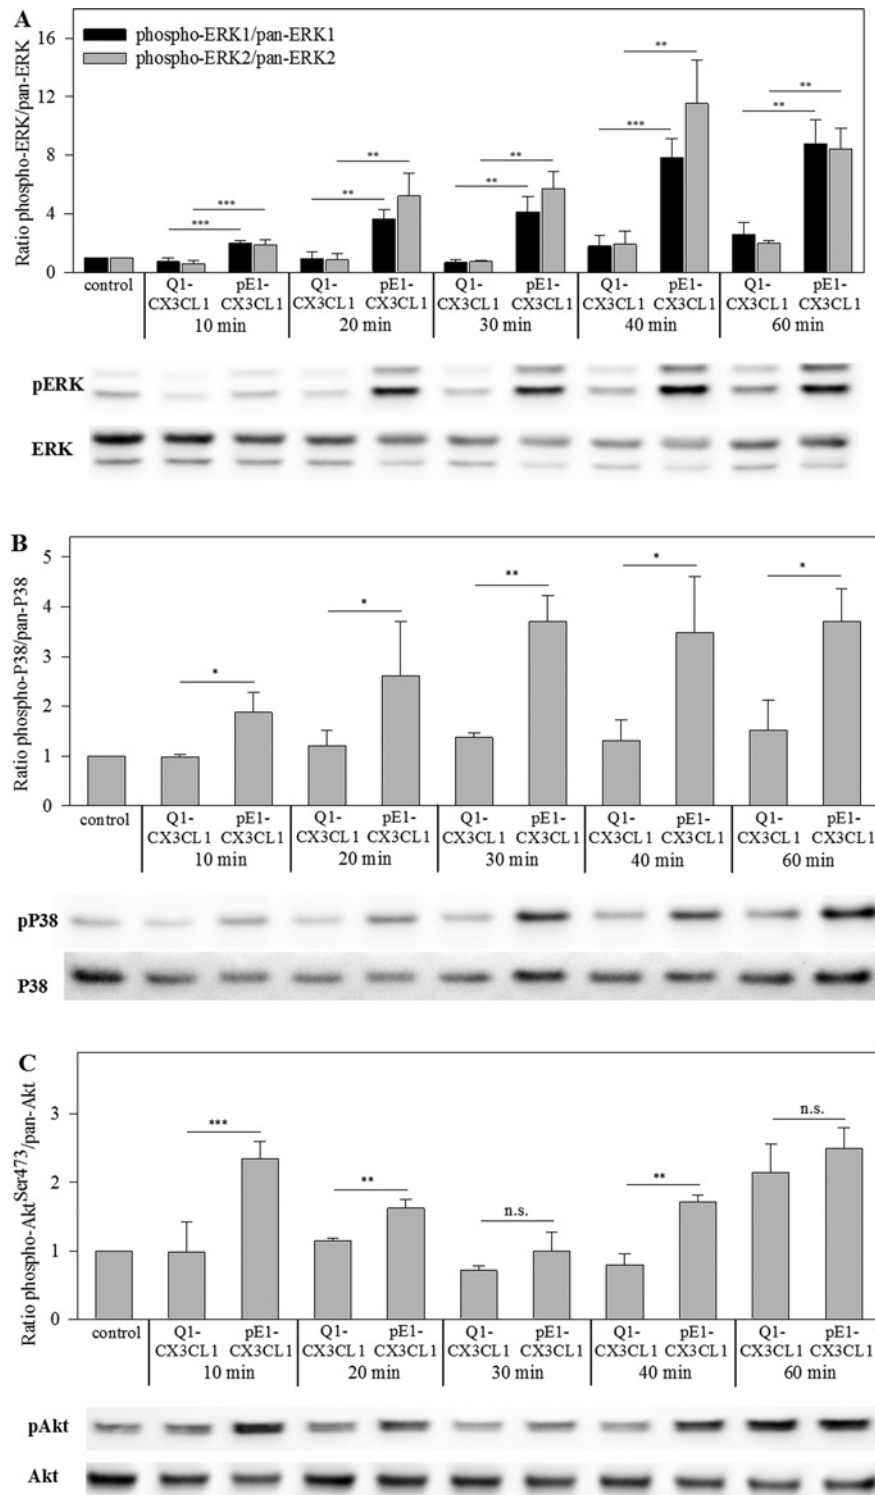 A
Ratio phospho-ERK/pan-ERK
16
12
8
4
0
phospho-ERK1/pan-ERK1
phospho-ERK2/pan-ERK2
*** *** ** ** ** ** *** ** ** **
control Q1- pE1- Q1- pE1- Q1- pE1- Q1- pE1- Q1- pE1-
CX3CL1 CX3CL1 CX3CL1 CX3CL1 CX3CL1 CX3CL1 CX3CL1 CX3CL1 CX3CL1 CX3CL1
10 min 20 min 30 min 40 min 60 min
pERK
ERK
B
Ratio phospho-P38/pan-P38
5
4
3
2
1
0
* * ** * *
control Q1- pE1- Q1- pE1- Q1- pE1- Q1- pE1- Q1- pE1-
CX3CL1 CX3CL1 CX3CL1 CX3CL1 CX3CL1 CX3CL1 CX3CL1 CX3CL1 CX3CL1 CX3CL1
10 min 20 min 30 min 40 min 60 min
pP38
P38
C
Ratio phospho-Akt^Ser473/pan-Akt
3
2
1
0
*** ** n.s. ** n.s.
control Q1- pE1- Q1- pE1- Q1- pE1- Q1- pE1- Q1- pE1-
CX3CL1 CX3CL1 CX3CL1 CX3CL1 CX3CL1 CX3CL1 CX3CL1 CX3CL1 CX3CL1 CX3CL1
10 min 20 min 30 min 40 min 60 min
pAkt
Akt